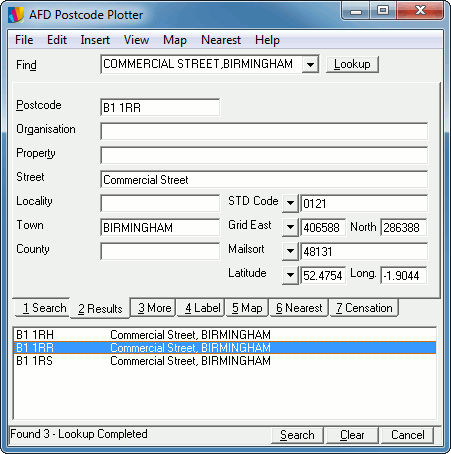 AFD Postcode Plotter
File Edit Insert View Map Nearest Help
Find COMMERCIAL STREET,BIRMINGHAM Lookup
Postcode B1 1RR
Organisation
Property
Street Commercial Street
Locality STD Code 0121
Town BIRMINGHAM Grid East 406588 North 286388
County Mailsort 48131
Latitude 52.4754 Long. -1.9044
1 Search 2 Results 3 More 4 Label 5 Map 6 Nearest 7 Censation
B1 1RH Commercial Street, BIRMINGHAM
B1 1RR Commercial Street, BIRMINGHAM
B1 1RS Commercial Street, BIRMINGHAM
Found 3 - Lookup Completed Search Clear Cancel